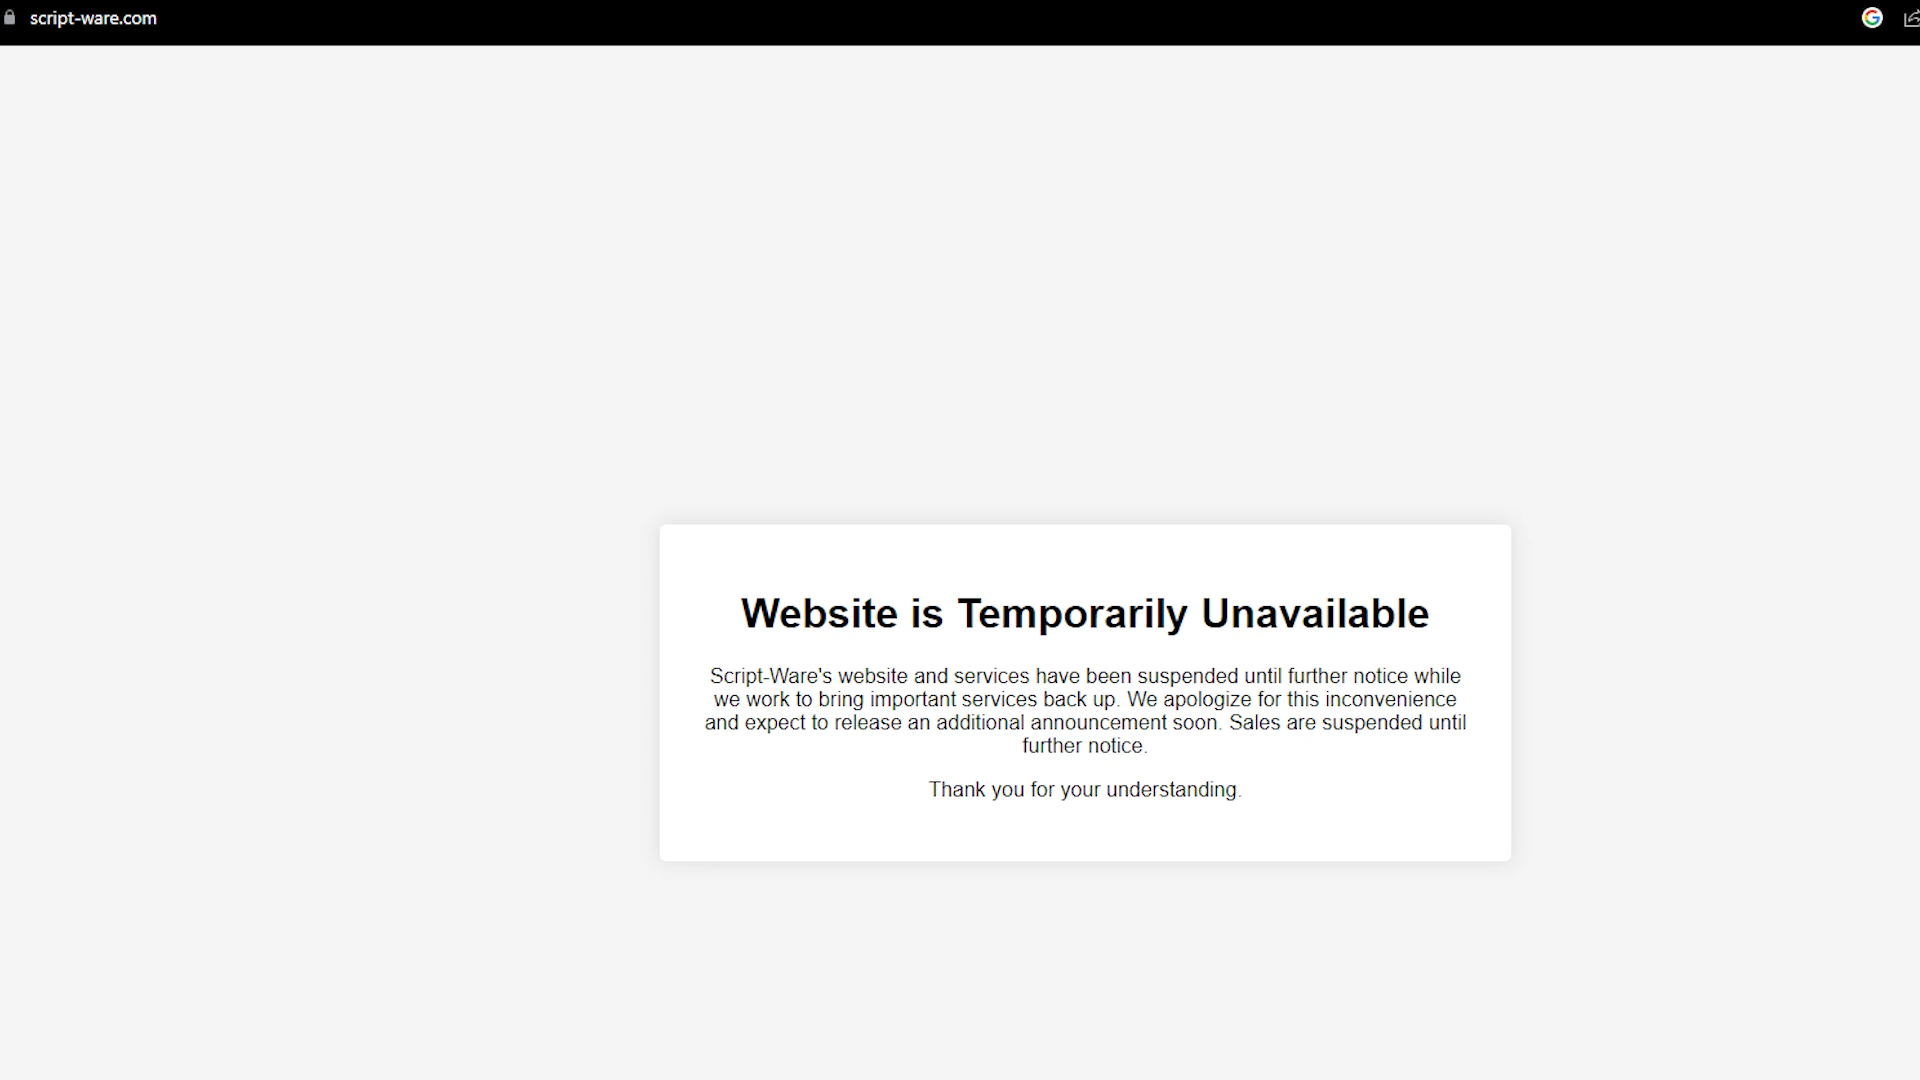 script-ware.com
Website is Temporarily Unavailable
Script-Ware's website and services have been suspended until further notice while
we work to bring important services back up. We apologize for this inconvenience
and expect to release an additional announcement soon. Sales are suspended until
further notice.
Thank you for your understanding.